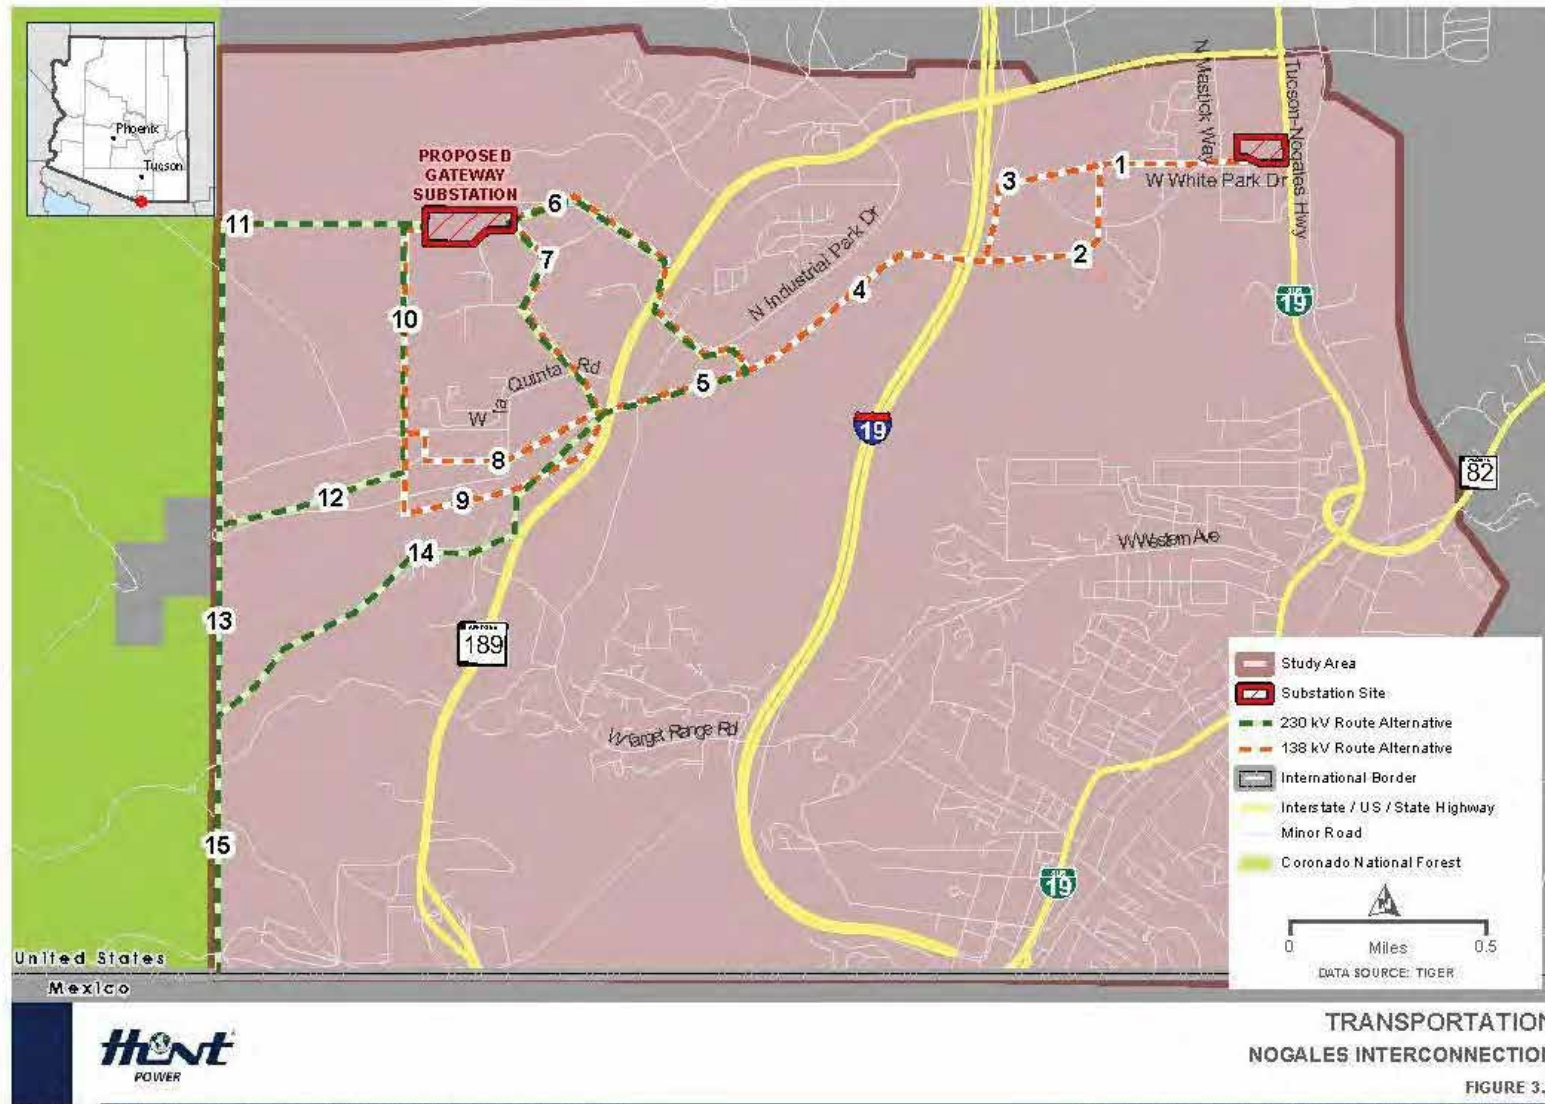 Phoenix
Tucson
PROPOSED
GATEWAY
SUBSTATION
N Mastick Way
Tucson-Nogales Hwy
W White Park Dr
N Industrial Park Dr
W la Quinta Rd
W Western Ave
W Target Range Rd
1
2
3
4
5
6
7
8
9
10
11
12
13
14
15
19
19
82
189
19
United States
Mexico
Study Area
Substation Site
230 kV Route Alternative
138 kV Route Alternative
International Border
Interstate / US / State Highway
Minor Road
Coronado National Forest
N
0 Miles 0.5
DATA SOURCE: TIGER
Hunt
POWER
TRANSPORTATION
NOGALES INTERCONNECTION
FIGURE 3.